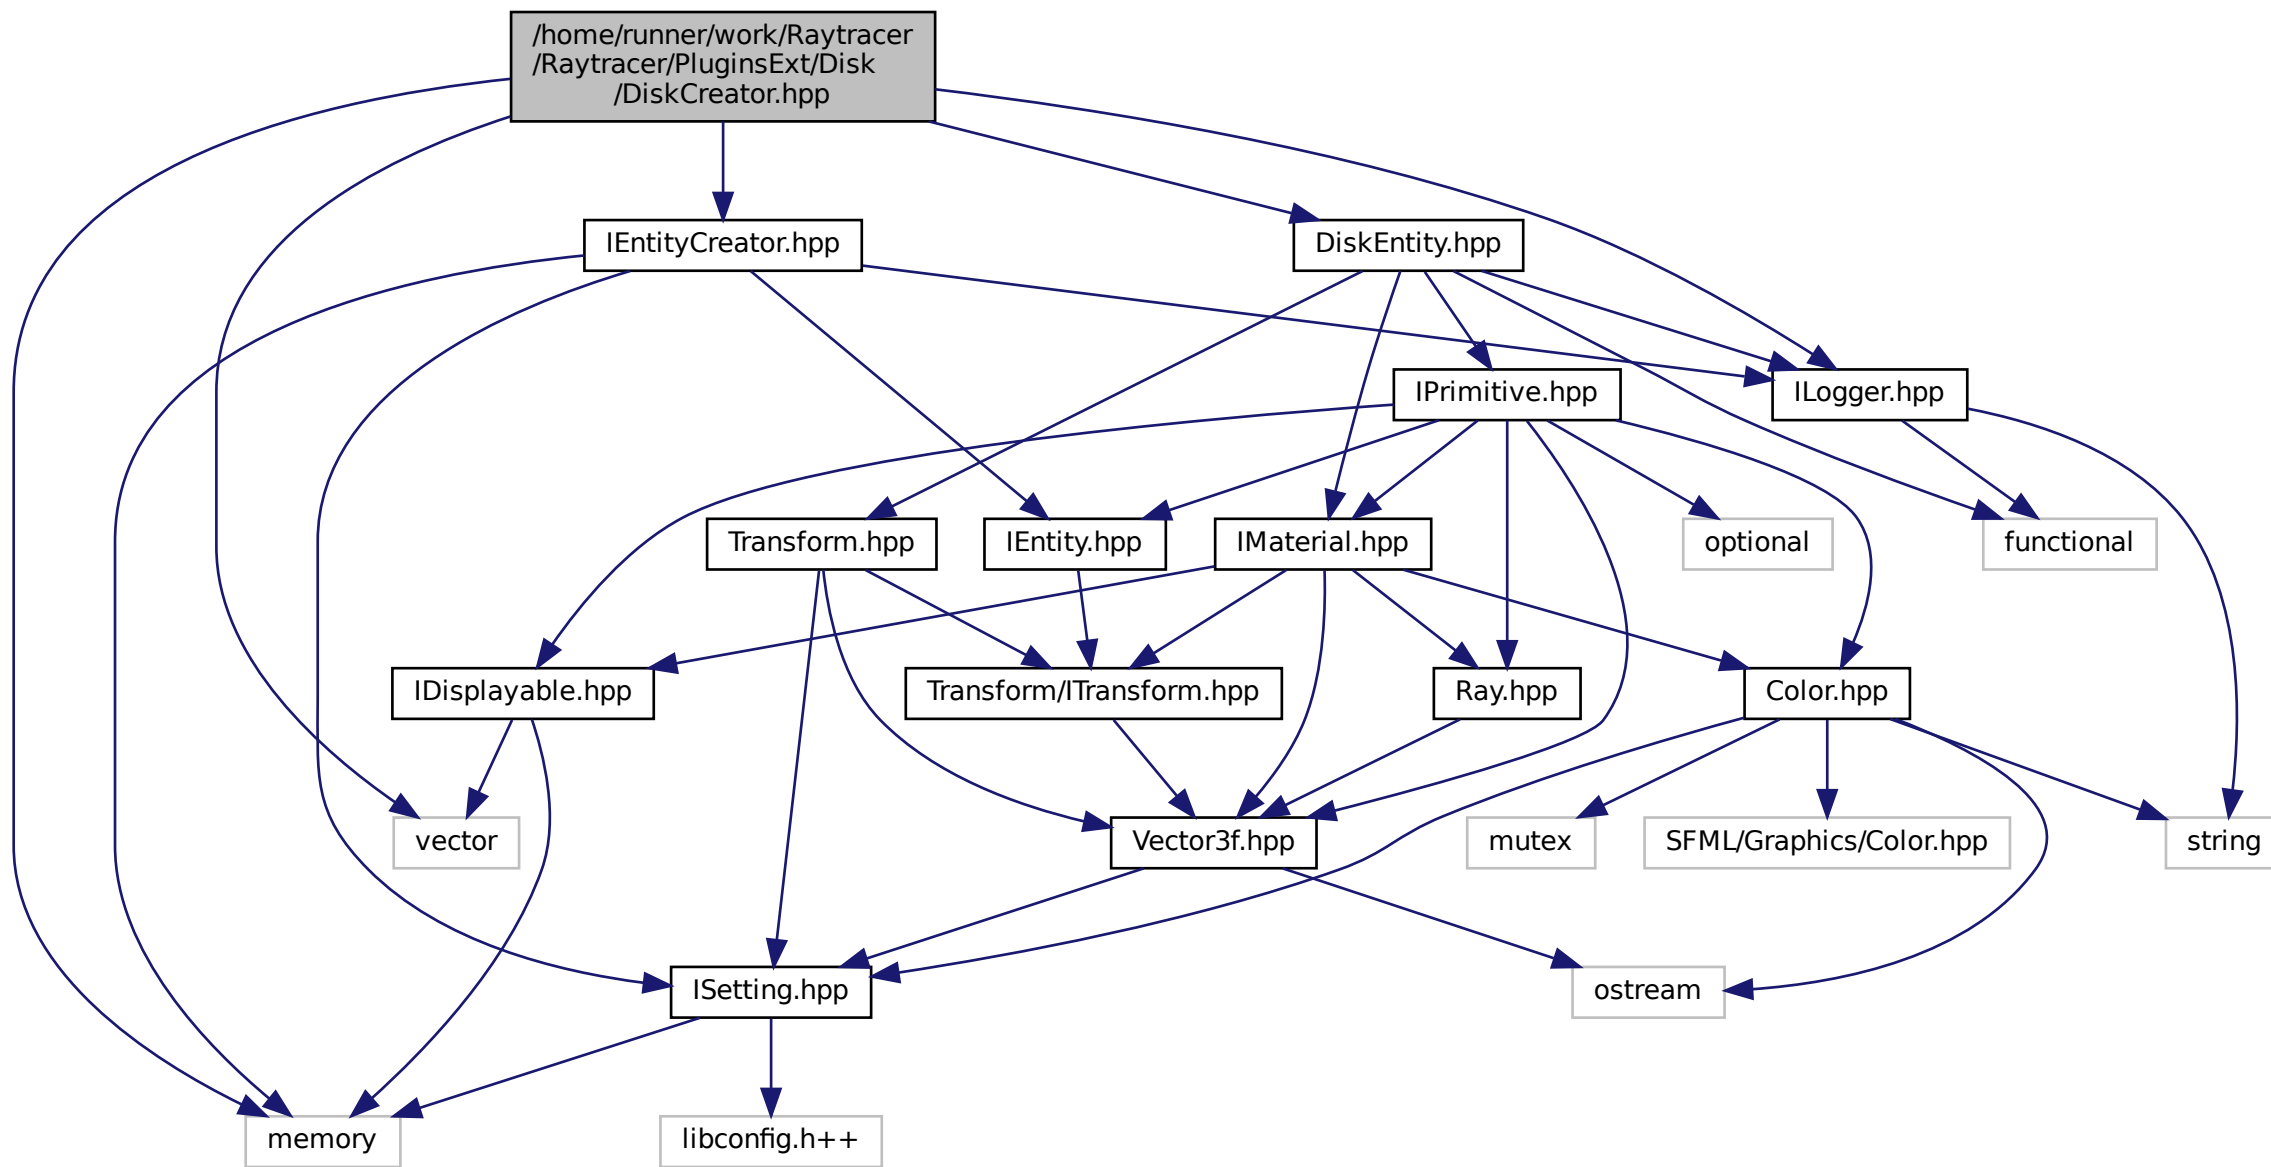 /home/runner/work/Raytracer
/Raytracer/PluginsExt/Disk
/DiskCreator.hpp
IEntityCreator.hpp
DiskEntity.hpp
IPrimitive.hpp
ILogger.hpp
Transform.hpp
IEntity.hpp
IMaterial.hpp
optional
functional
IDisplayable.hpp
Transform/ITransform.hpp
Ray.hpp
Color.hpp
vector
Vector3f.hpp
mutex
SFML/Graphics/Color.hpp
string
ISetting.hpp
ostream
memory
libconfig.h++